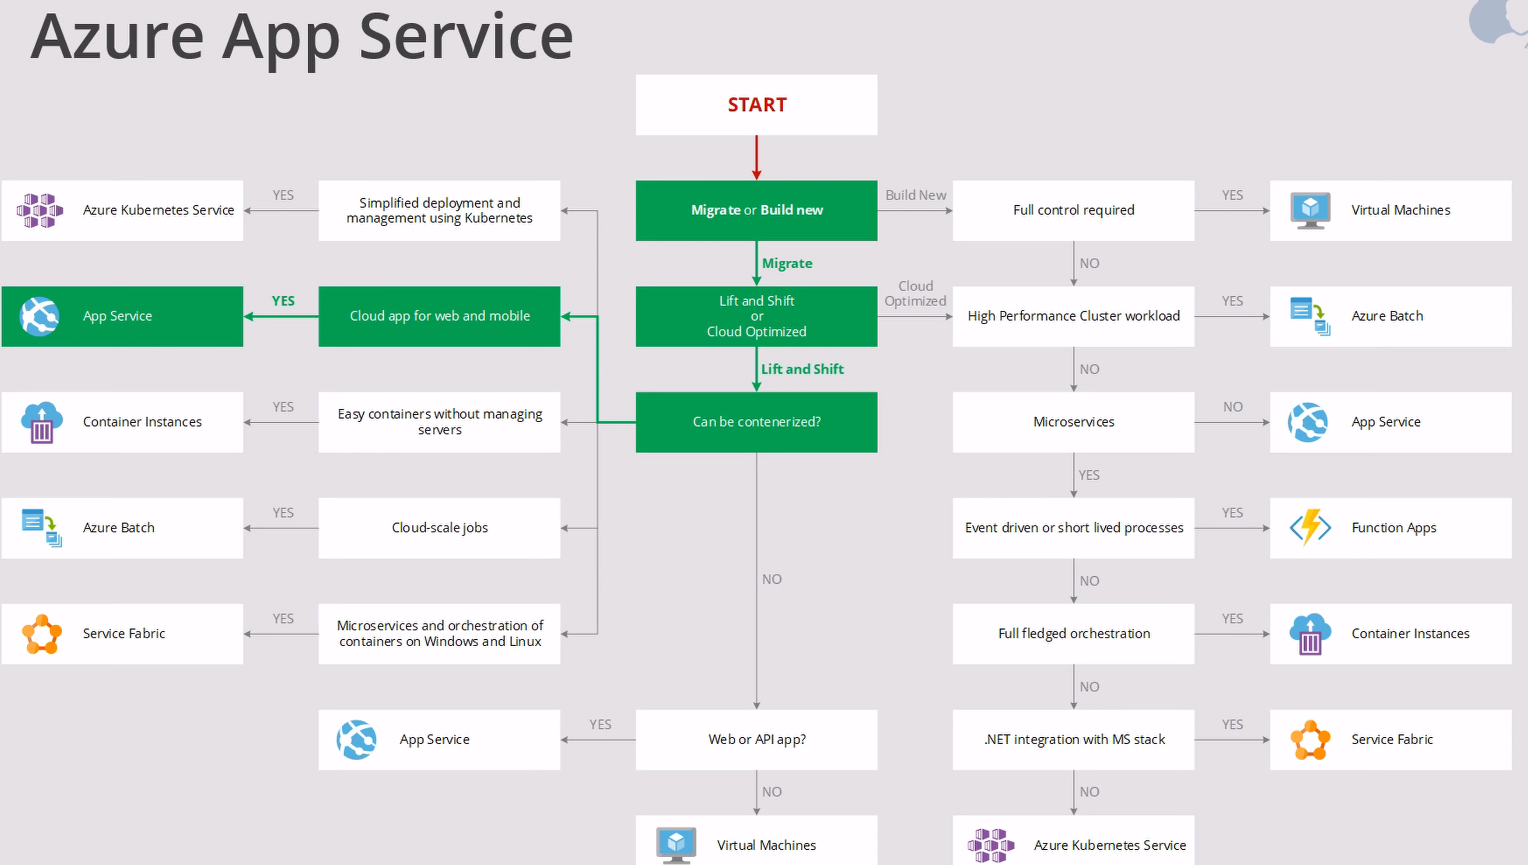 Azure App Service
START
Azure Kubernetes Service
YES
Simplified deployment and
management using Kubernetes
Migrate or Build new
Build New
Full control required
YES
Virtual Machines
Migrate
NO
App Service
YES
Cloud app for web and mobile
Lift and Shift
or
Cloud Optimized
Cloud
Optimized
High Performance Cluster workload
YES
Azure Batch
Lift and Shift
NO
Container Instances
YES
Easy containers without managing
servers
Can be contenerized?
Microservices
NO
App Service
YES
Azure Batch
YES
Cloud-scale jobs
Event driven or short lived processes
YES
Function Apps
NO
NO
Service Fabric
YES
Microservices and orchestration of
containers on Windows and Linux
Full fledged orchestration
YES
Container Instances
NO
App Service
YES
Web or API app?
.NET integration with MS stack
YES
Service Fabric
NO
NO
Virtual Machines
Azure Kubernetes Service